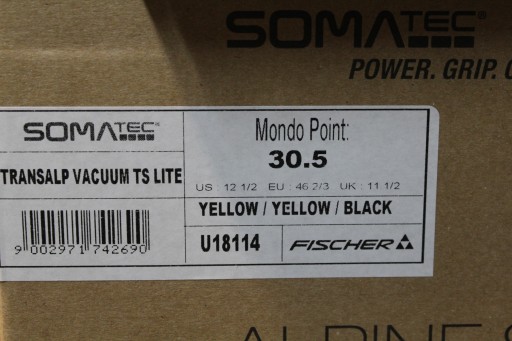 SOMATEC
POWER. GRIP.
SOMATEC
TRANSALP VACUUM TS LITE
9 002971 742690
Mondo Point:
30.5
US : 12 1/2 EU : 46 2/3 UK : 11 1/2
YELLOW / YELLOW / BLACK
U18114
FISCHER
ALPINE